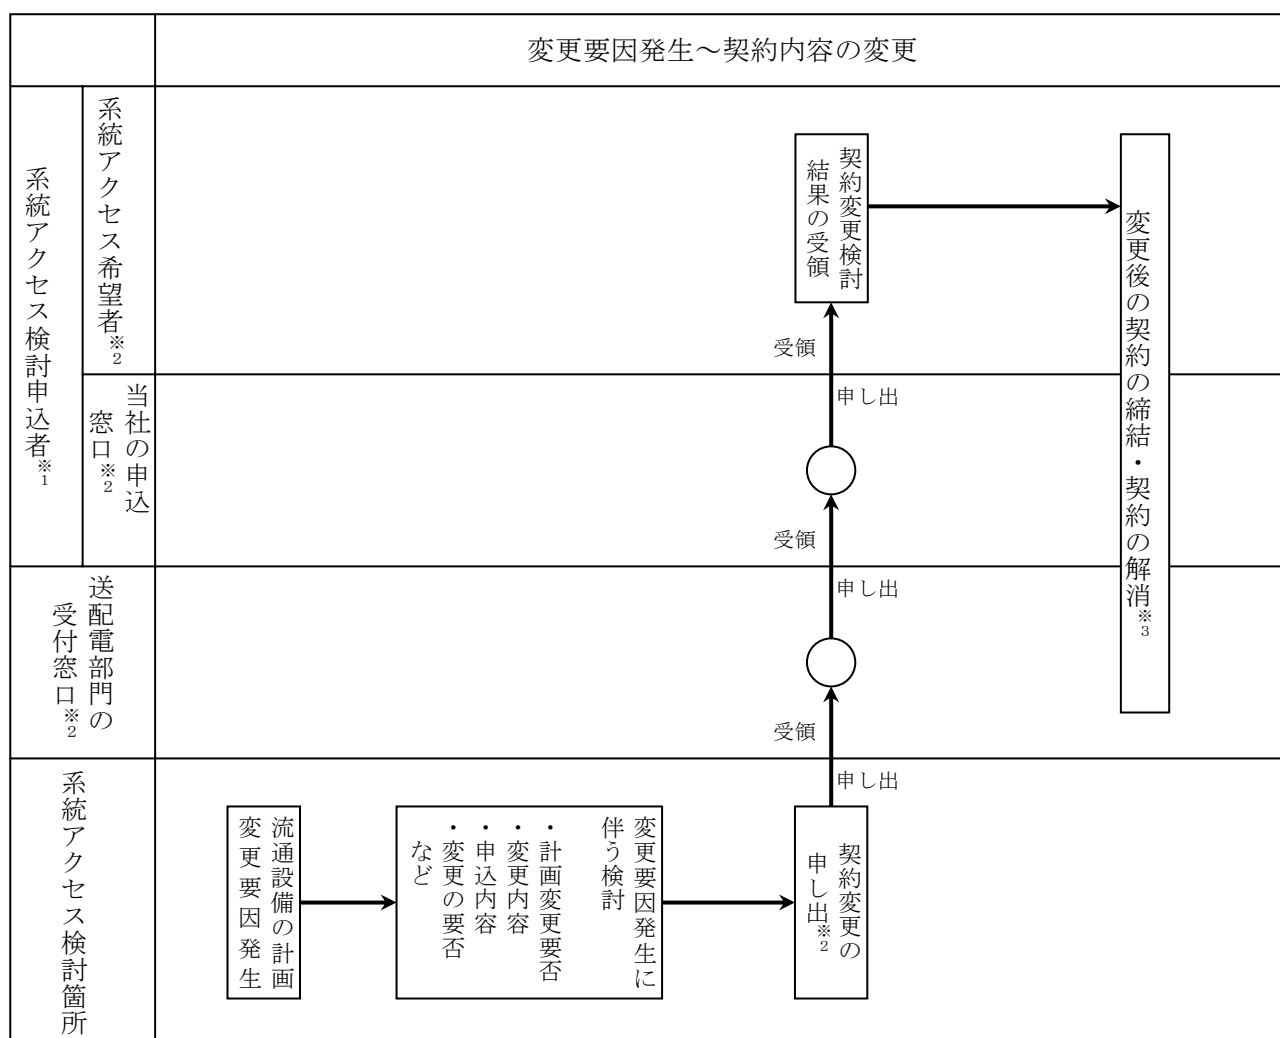 変更要因発生～契約内容の変更
系統アクセス検討申込者※1
系統アクセス希望者※2
当社の申込
窓口※2
送配電部門の
受付窓口※2
系統アクセス検討箇所
流通設備の計画
変更要因発生
変更要因発生に
伴う検討
・計画変更要否
・変更内容
・申込内容
・変更の要否
など
契約変更の
申し出※2
申し出
受領
申し出
受領
申し出
受領
契約変更検討
結果の受領
変更後の契約の締結・契約の解消※3